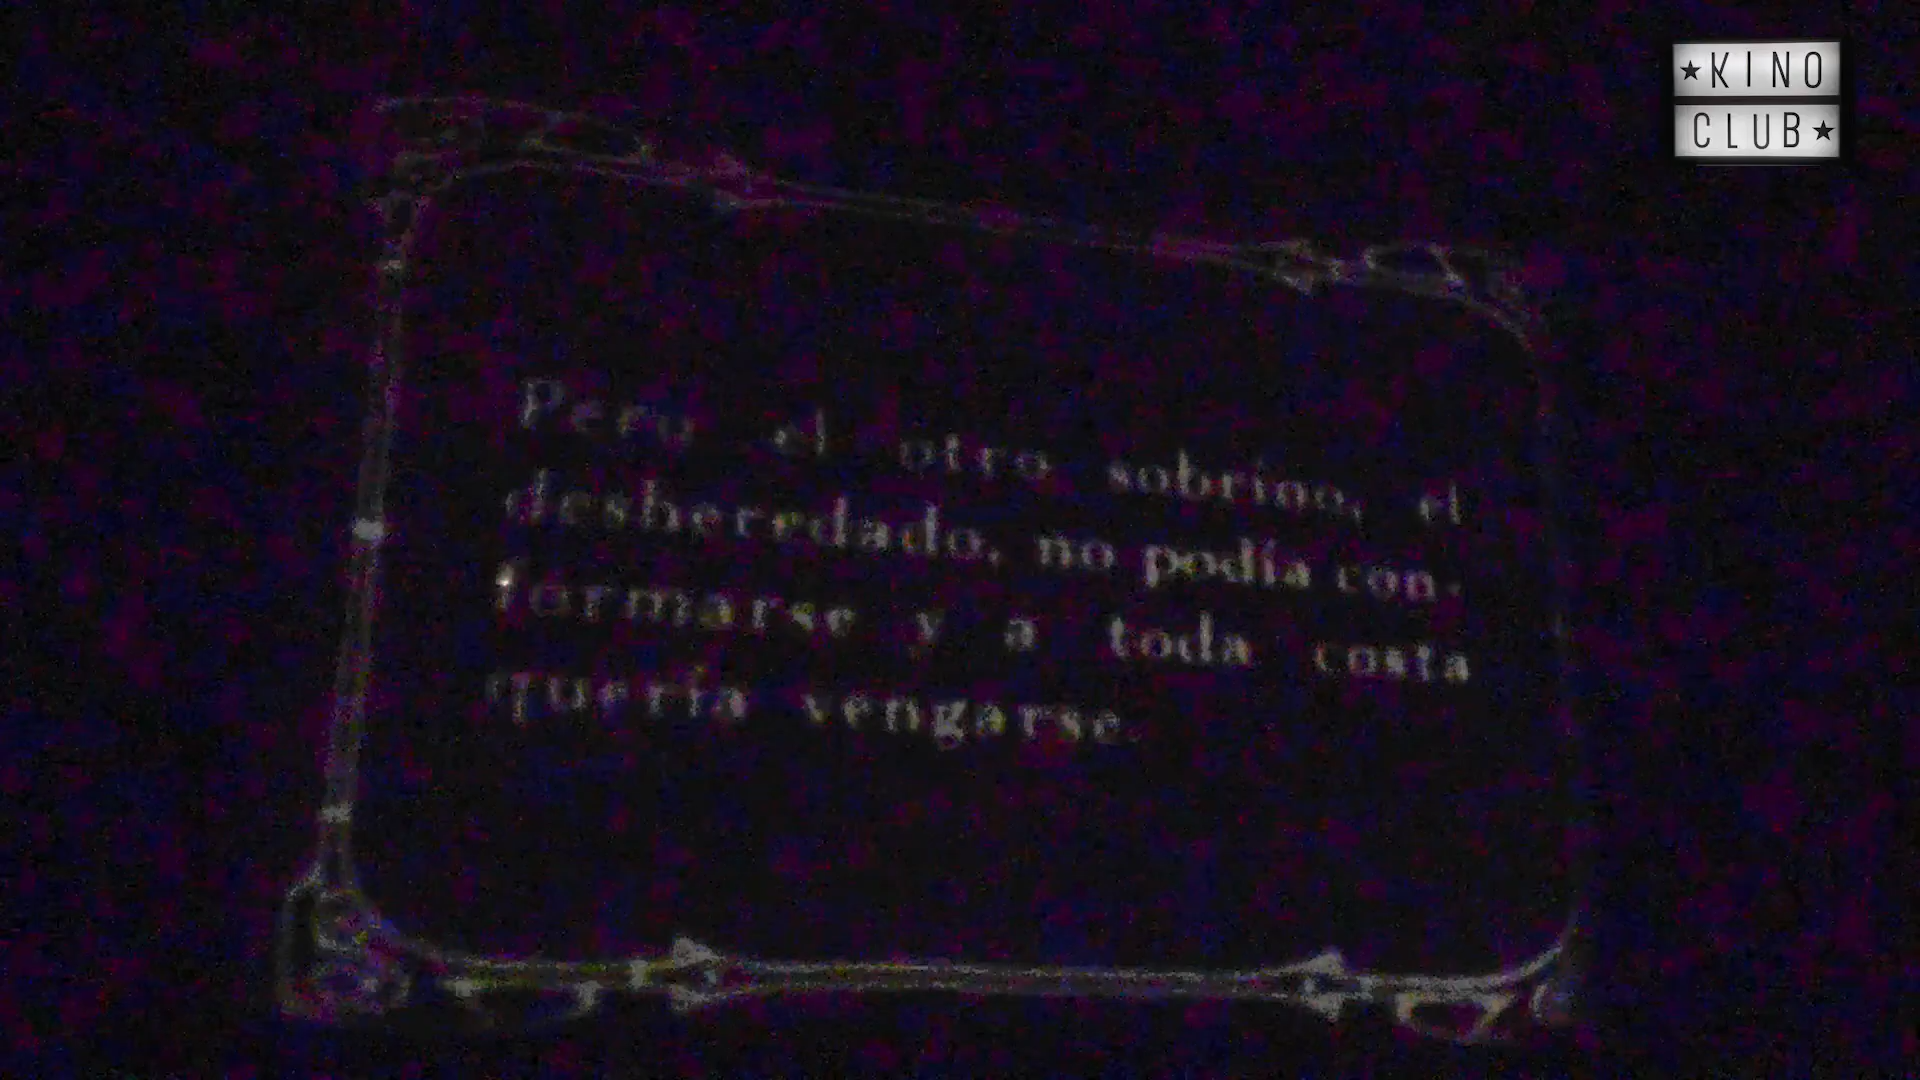 ★KINO
CLUB★
Pero el otro sobrino, el
desheredado, no podía con-
formarse y a toda costa
quería vengarse.